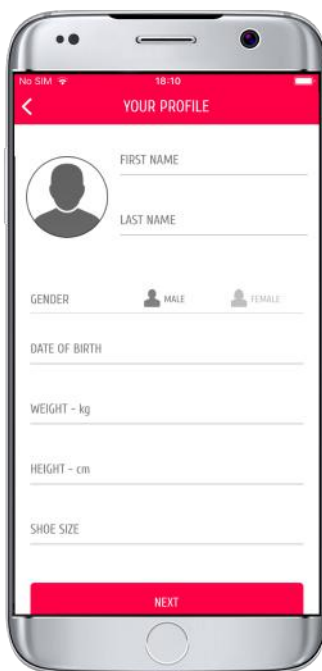 No SIM 18:10
YOUR PROFILE
FIRST NAME
LAST NAME
GENDER MALE FEMALE
DATE OF BIRTH
WEIGHT - kg
HEIGHT - cm
SHOE SIZE
NEXT